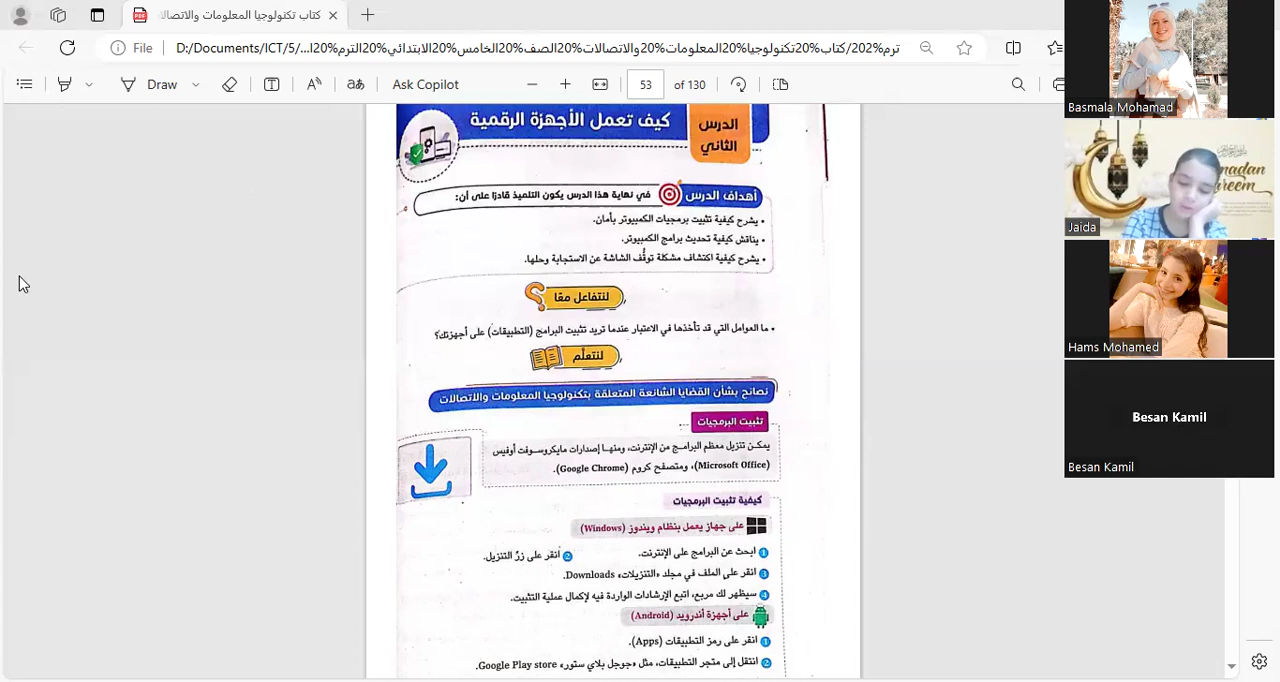 كتاب تكنولوجيا المعلومات والاتصالا
File
D:/Documents/ICT/5/ترم%202/كتاب%20تكنولوجيا%20المعلومات%20والاتصالات%20الصف%20الخامس%20الابتدائي%20الترم%20ال...
Draw
Ask Copilot
53 of 130
الدرس الثاني
كيف تعمل الأجهزة الرقمية
أهداف الدرس
في نهاية هذا الدرس يكون التلميذ قادرًا على أن:
• يشرح كيفية تثبيت برمجيات الكمبيوتر بأمان.
• يناقش كيفية تحديث برامج الكمبيوتر.
• يشرح كيفية اكتشاف مشكلة توقُّف الشاشة عن الاستجابة وحلها.
لنتفاعل معًا
• ما العوامل التي قد تأخذها في الاعتبار عندما تريد تثبيت البرامج (التطبيقات) على أجهزتك؟
لنتعلَّم
نصائح بشأن القضايا الشائعة المتعلقة بتكنولوجيا المعلومات والاتصالات
تثبيت البرمجيات
يمكن تنزيل معظم البرامج من الإنترنت، ومنها إصدارات مايكروسوفت أوفيس
(Microsoft Office)، ومتصفح كروم (Google Chrome).
كيفية تثبيت البرمجيات
على جهاز يعمل بنظام ويندوز (Windows)
1 ابحث عن البرامج على الإنترنت.
2 انقر على زرِّ التنزيل.
3 انقر على الملف في مجلد «التنزيلات» Downloads.
4 سيظهر لك مربع، اتبع الإرشادات الواردة فيه لإكمال عملية التثبيت.
على أجهزة أندرويد (Android)
1 انقر على رمز التطبيقات (Apps).
2 انتقل إلى متجر التطبيقات، مثل «جوجل بلاي ستور» Google Play store.
Basmala Mohamad
Jaida
Hams Mohamed
Besan Kamil
Besan Kamil